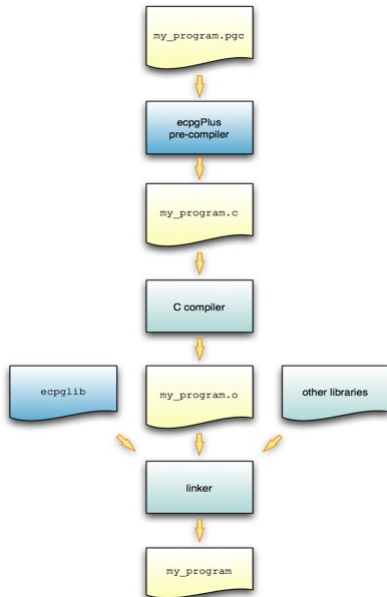 my_program.pgc
ecpgPlus
pre-compiler
my_program.c
C compiler
ecpglib
my_program.o
other libraries
linker
my_program